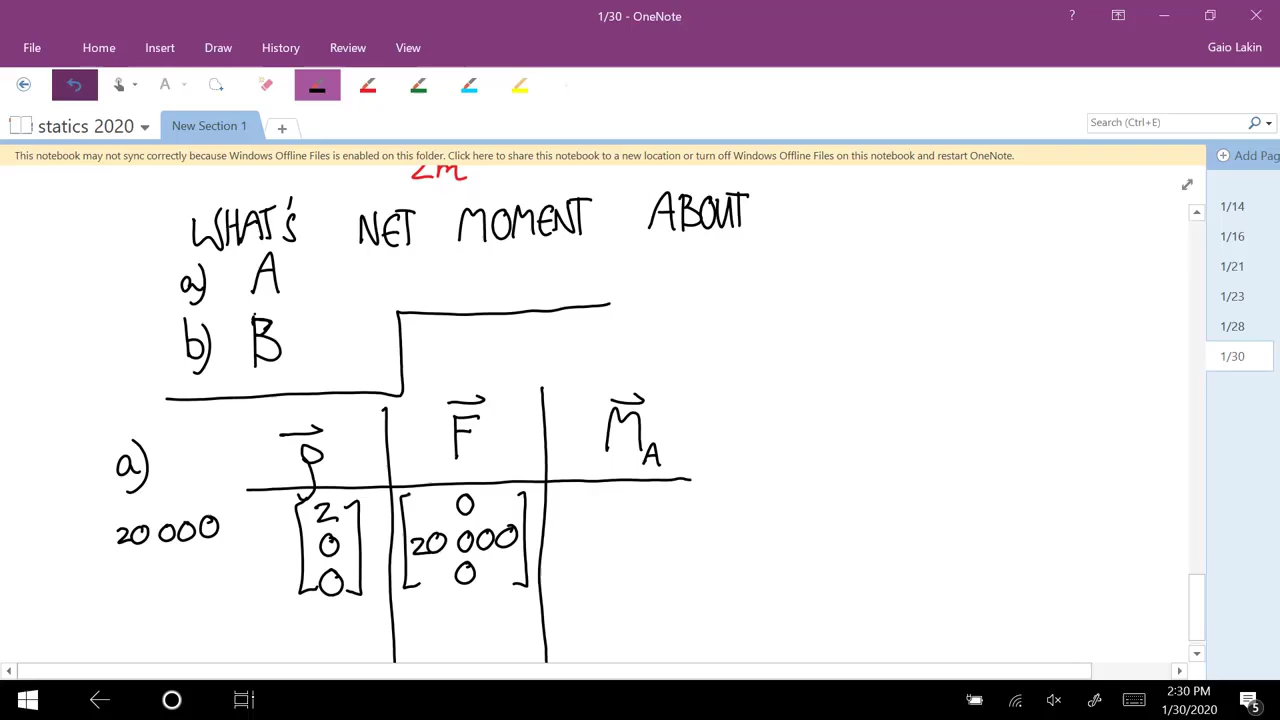 1/30 - OneNote
?
File Home Insert Draw History Review View Gaio Lakin
A
statics 2020 New Section 1 + Search (Ctrl+E)
This notebook may not sync correctly because Windows Offline Files is enabled on this folder. Click here to share this notebook to a new location or turn off Windows Offline Files on this notebook and restart OneNote.
Add Pag
1/14
1/16
1/21
1/23
1/28
1/30
2m
WHAT'S NET MOMENT ABOUT
a) A
b) B
a) ρ F M_A
20 000 [2 0 0] [0 20 000 0]
2:30 PM
1/30/2020
5